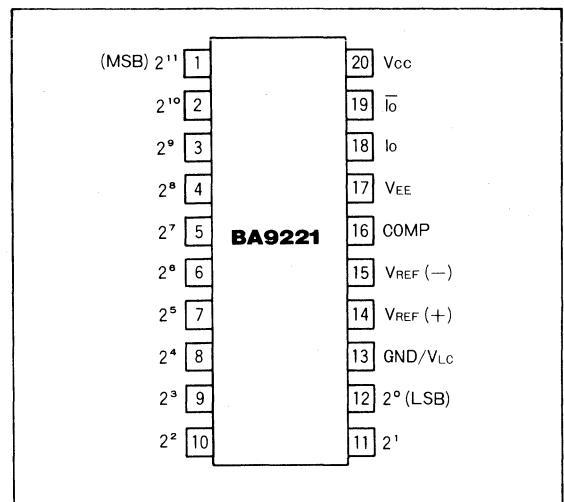 (MSB) 2¹¹ 1 20 Vcc
2¹⁰ 2 19 I̅o̅
2⁹ 3 18 Io
2⁸ 4 17 VEE
2⁷ 5 BA9221 16 COMP
2⁶ 6 15 VREF (−)
2⁵ 7 14 VREF (+)
2⁴ 8 13 GND/VLC
2³ 9 12 2⁰ (LSB)
2² 10 11 2¹